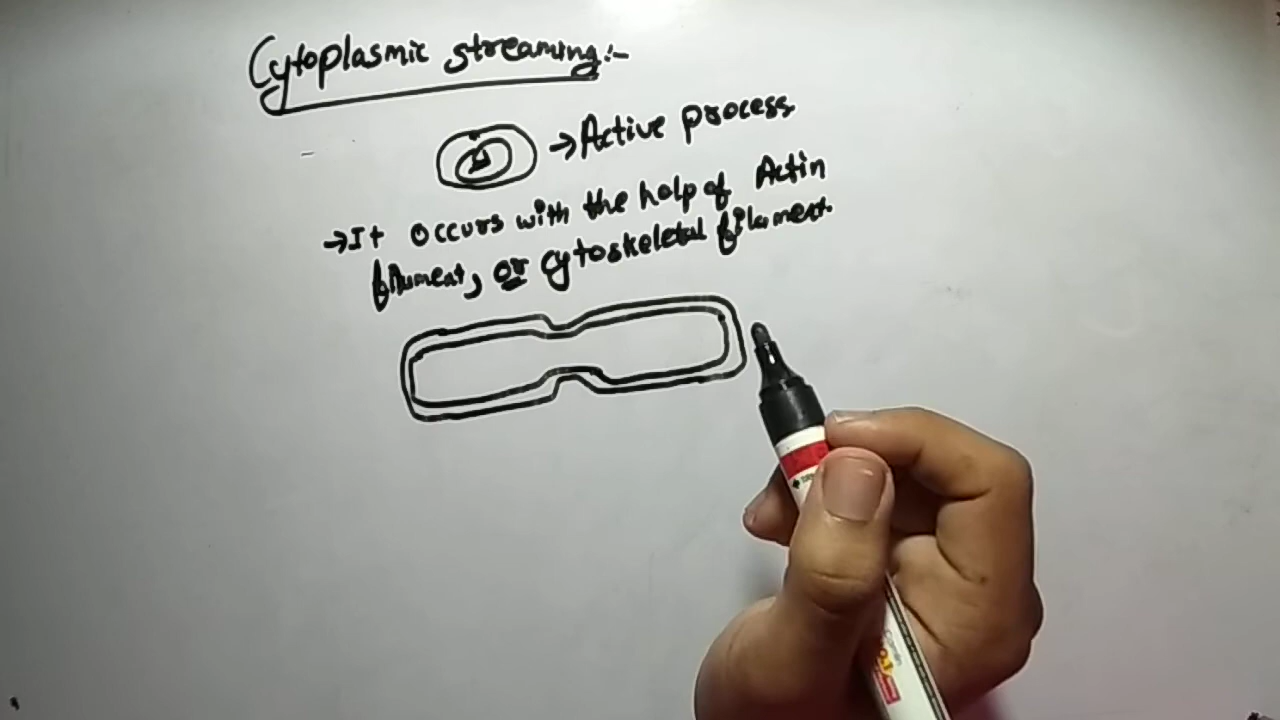 Cytoplasmic streaming:-
→Active process
→It occurs with the help of Actin
filament, or cytoskeletal filament.